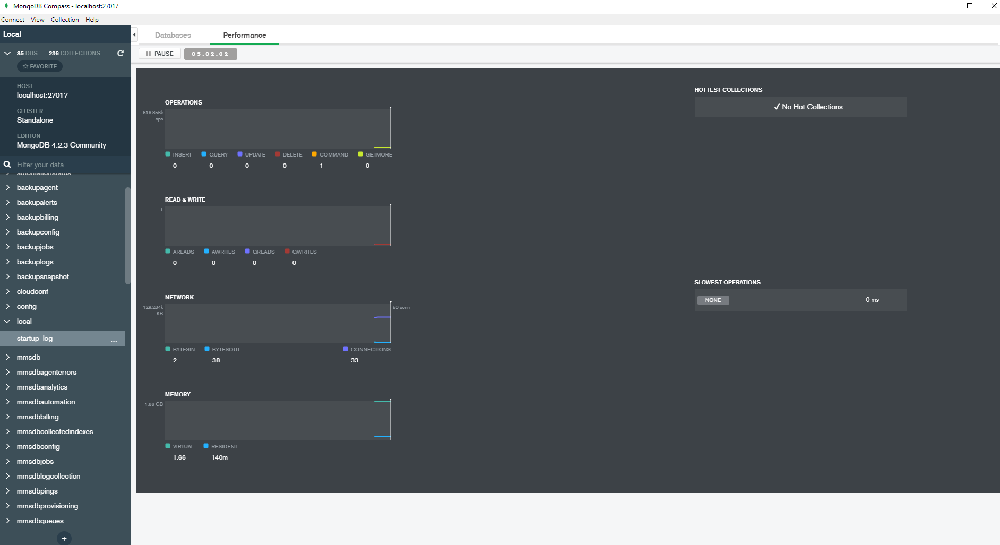 MongoDB Compass - localhost:27017
Connect View Collection Help
Local
85 DBS 236 COLLECTIONS
FAVORITE
HOST
localhost:27017
CLUSTER
Standalone
EDITION
MongoDB 4.2.3 Community
Filter your data
automationstatus
backupagent
backupalerts
backupbilling
backupconfig
backupjobs
backuplogs
backupsnapshot
cloudconf
config
local
startup_log ...
mmsdb
mmsdbagenterrors
mmsdbanalytics
mmsdbautomation
mmsdbbilling
mmsdbcollectedindexes
mmsdbconfig
mmsdbjobs
mmsdblogcollection
mmsdbpings
mmsdbprovisioning
mmsdbqueues
+
Databases Performance
PAUSE 05:02:02
OPERATIONS
616.856k
ops
INSERT QUERY UPDATE DELETE COMMAND GETMORE
0 0 0 0 1 0
READ & WRITE
1
AREADS AWRITES QREADS QWRITES
0 0 0 0
NETWORK
129.284k
KB
50 conn
BYTESIN BYTESOUT CONNECTIONS
2 38 33
MEMORY
1.66 GB
VIRTUAL RESIDENT
1.66 140m
HOTTEST COLLECTIONS
✓ No Hot Collections
SLOWEST OPERATIONS
NONE 0 ms